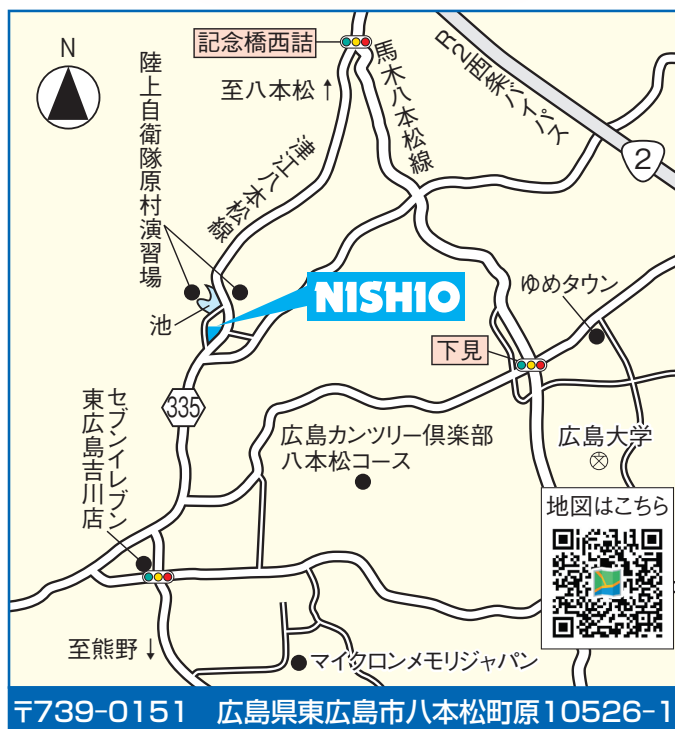 N
記念橋西詰
至八本松↑
陸上自衛隊原村演習場
津江八本松線
馬木八本松線
R2西条バイパス
2
NISHIO
池
ゆめタウン
下見
335
セブンイレブン
東広島吉川店
広島カンツリー倶楽部
八本松コース
広島大学
地図はこちら
至熊野↓
マイクロンメモリジャパン
〒739-0151 広島県東広島市八本松町原10526-1